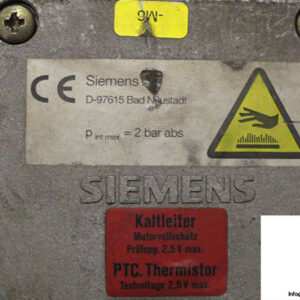 -M6
CE Siemens
D-97615 Bad Neustadt
p int max = 2 bar abs
SIEMENS
Kaltleiter
Motorvollschutz
Prüfspg. 2,5 V max.
PTC. Thermistor
Testvoltage 2,5 V max.